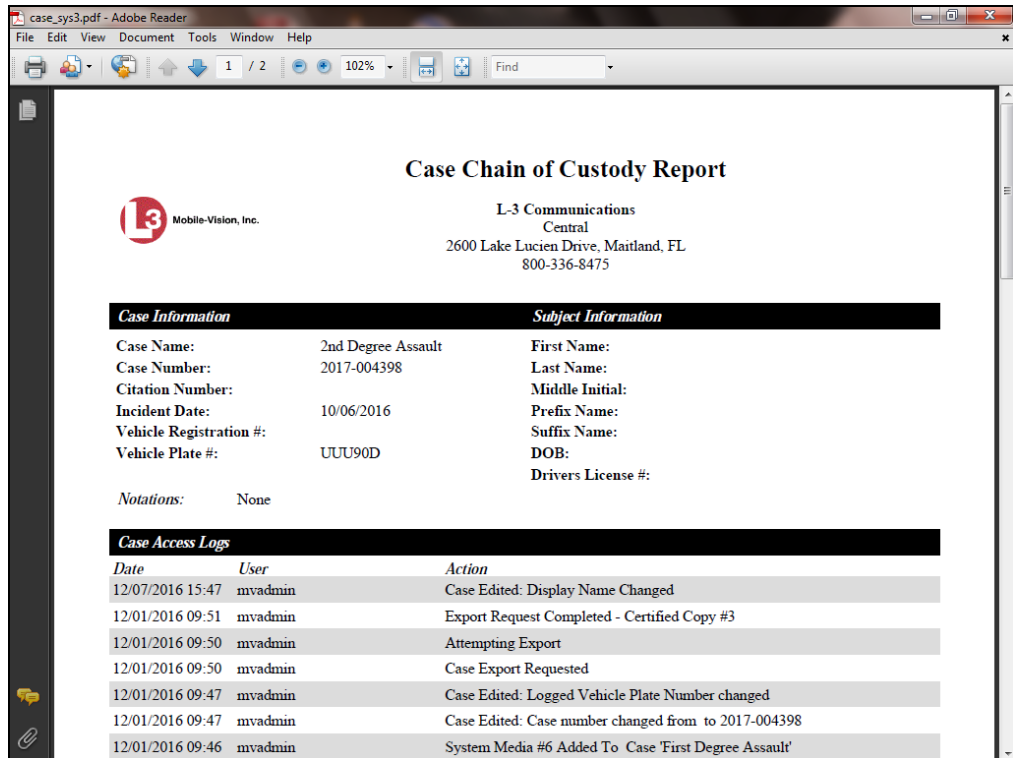 case_sys3.pdf - Adobe Reader
File Edit View Document Tools Window Help
1 / 2 102% Find
Case Chain of Custody Report
L3 Mobile-Vision, Inc.
L-3 Communications
Central
2600 Lake Lucien Drive, Maitland, FL
800-336-8475
Case Information Subject Information
Case Name: 2nd Degree Assault First Name:
Case Number: 2017-004398 Last Name:
Citation Number: Middle Initial:
Incident Date: 10/06/2016 Prefix Name:
Vehicle Registration #: Suffix Name:
Vehicle Plate #: UUU90D DOB:
Drivers License #:
Notations: None
Case Access Logs
Date User Action
12/07/2016 15:47 mvadmin Case Edited: Display Name Changed
12/01/2016 09:51 mvadmin Export Request Completed - Certified Copy #3
12/01/2016 09:50 mvadmin Attempting Export
12/01/2016 09:50 mvadmin Case Export Requested
12/01/2016 09:47 mvadmin Case Edited: Logged Vehicle Plate Number changed
12/01/2016 09:47 mvadmin Case Edited: Case number changed from to 2017-004398
12/01/2016 09:46 mvadmin System Media #6 Added To Case 'First Degree Assault'